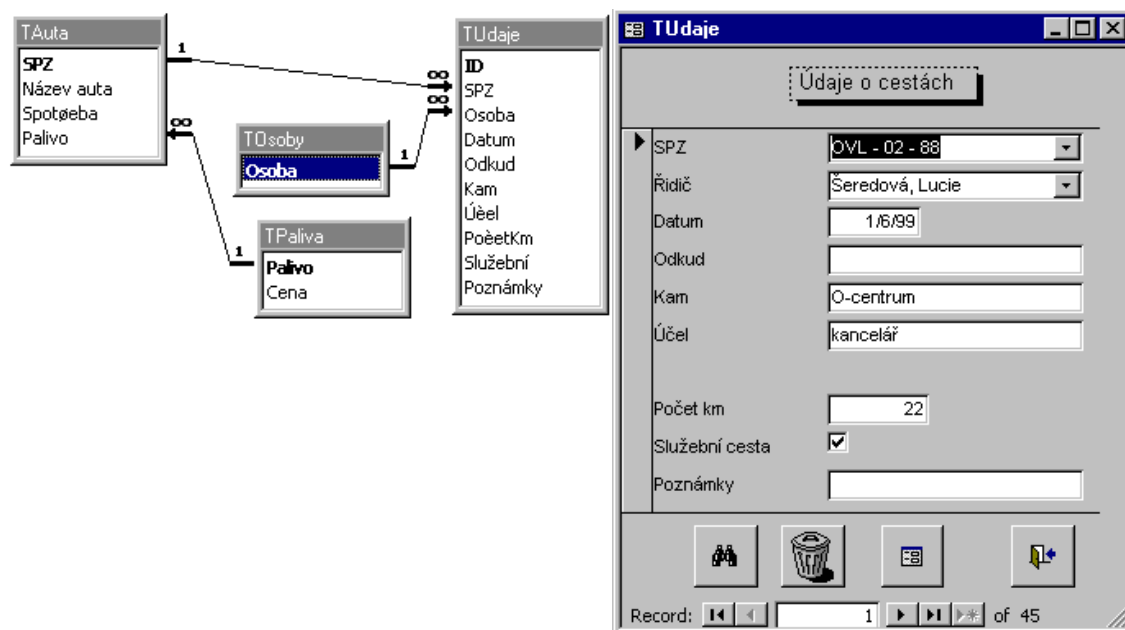 TAuta
SPZ
Název auta
Spotøeba
Palivo
1
∞
TOsoby
Osoba
1
∞
TPaliva
Palivo
Cena
1
∞
TUdaje
ID
SPZ
Osoba
Datum
Odkud
Kam
Úèel
PoèetKm
Služební
Poznámky
TUdaje
Údaje o cestách
SPZ OVL - 02 - 88
Řidič Šeredová, Lucie
Datum 1/6/99
Odkud
Kam O-centrum
Účel kancelář
Počet km 22
Služební cesta
Poznámky
Record: 1 of 45